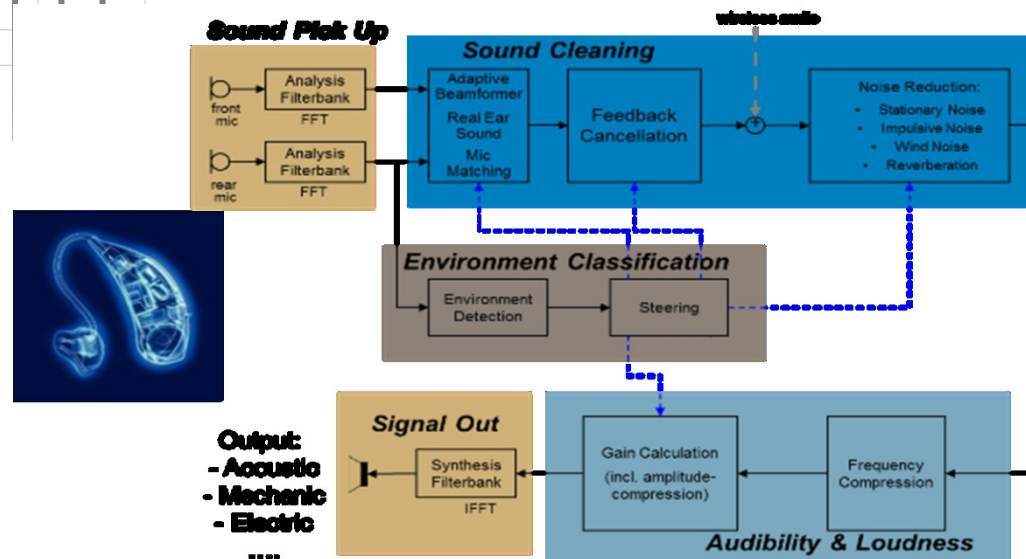 Sound Pick Up
front
mic
Analysis
Filterbank
FFT
rear
mic
Analysis
Filterbank
FFT
wireless audio
Sound Cleaning
Adaptive
Beamformer
Real Ear
Sound
Mic
Matching
Feedback
Cancellation
+
Noise Reduction:
• Stationary Noise
• Impulsive Noise
• Wind Noise
• Reverberation
Environment Classification
Environment
Detection
Steering
Output:
- Accustic
- Mechanic
- Electric
....
Signal Out
Synthesis
Filterbank
IFFT
Gain Calculation
(incl. amplitude-
compression)
Frequency
Compression
Audibility & Loudness